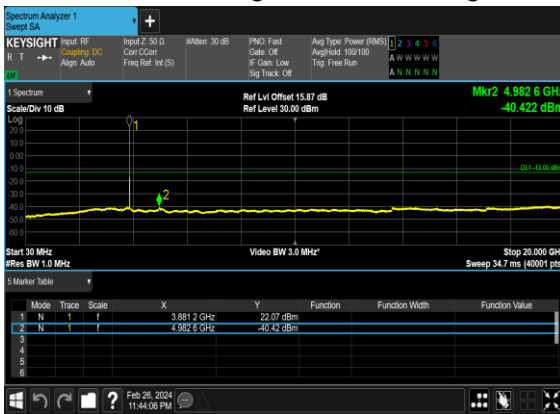 Spectrum Analyzer 1
Swept SA
KEYSIGHT Input: RF Input Z: 50 Ω #Atten: 30 dB PNO: Fast Avg Type: Power (RMS) 1 2 3 4 5 6
R T Coupling: DC Corr CCorr Gate: Off Avg|Hold: 100/100 A W W W W W
Align: Auto Freq Ref: Int (S) IF Gain: Low Trig: Free Run
Sig Track: Off A N N N N N
LV
1 Spectrum Ref Lvl Offset 15.87 dB Mkr2 4.982 6 GHz
Scale/Div 10 dB Ref Level 30.00 dBm -40.422 dBm
Log
20.0
10.0
0.00
-10.0
-20.0
-30.0
-40.0
-50.0
-60.0
1
2
DL1 -13.00 dBm
Start 30 MHz Video BW 3.0 MHz* Stop 20.000 GHz
#Res BW 1.0 MHz Sweep 34.7 ms (40001 pts)
5 Marker Table
Mode Trace Scale X Y Function Function Width Function Value
1 N 1 f 3.881 2 GHz 22.07 dBm
2 N 1 f 4.982 6 GHz -40.42 dBm
3
4
5
6
Feb 26, 2024
11:44:06 PM